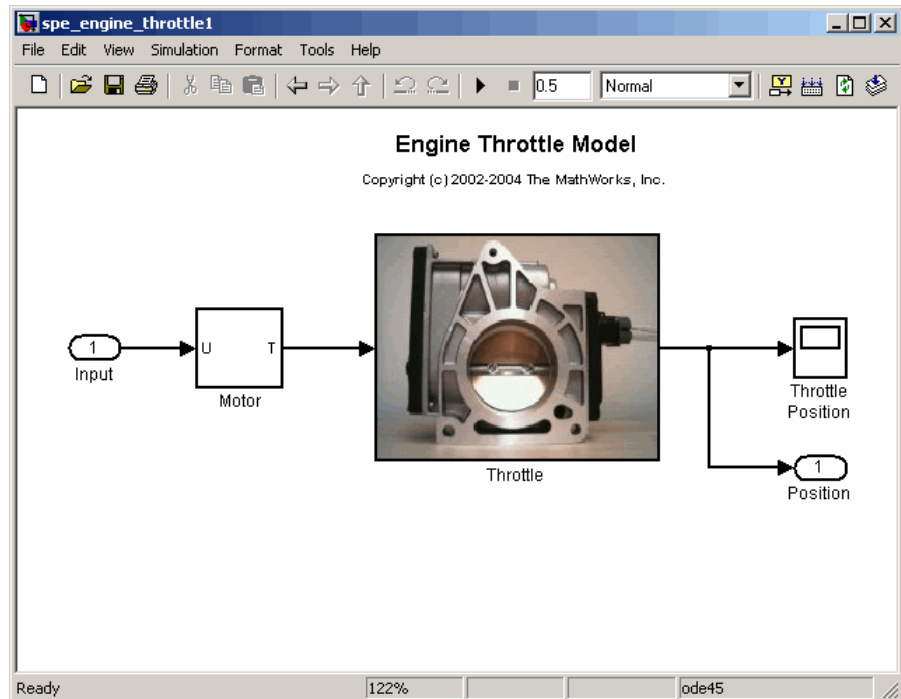 spe_engine_throttle1
File Edit View Simulation Format Tools Help
0.5 Normal
Engine Throttle Model
Copyright (c) 2002-2004 The MathWorks, Inc.
1
Input
U T
Motor
Throttle
Throttle
Position
1
Position
Ready 122% ode45